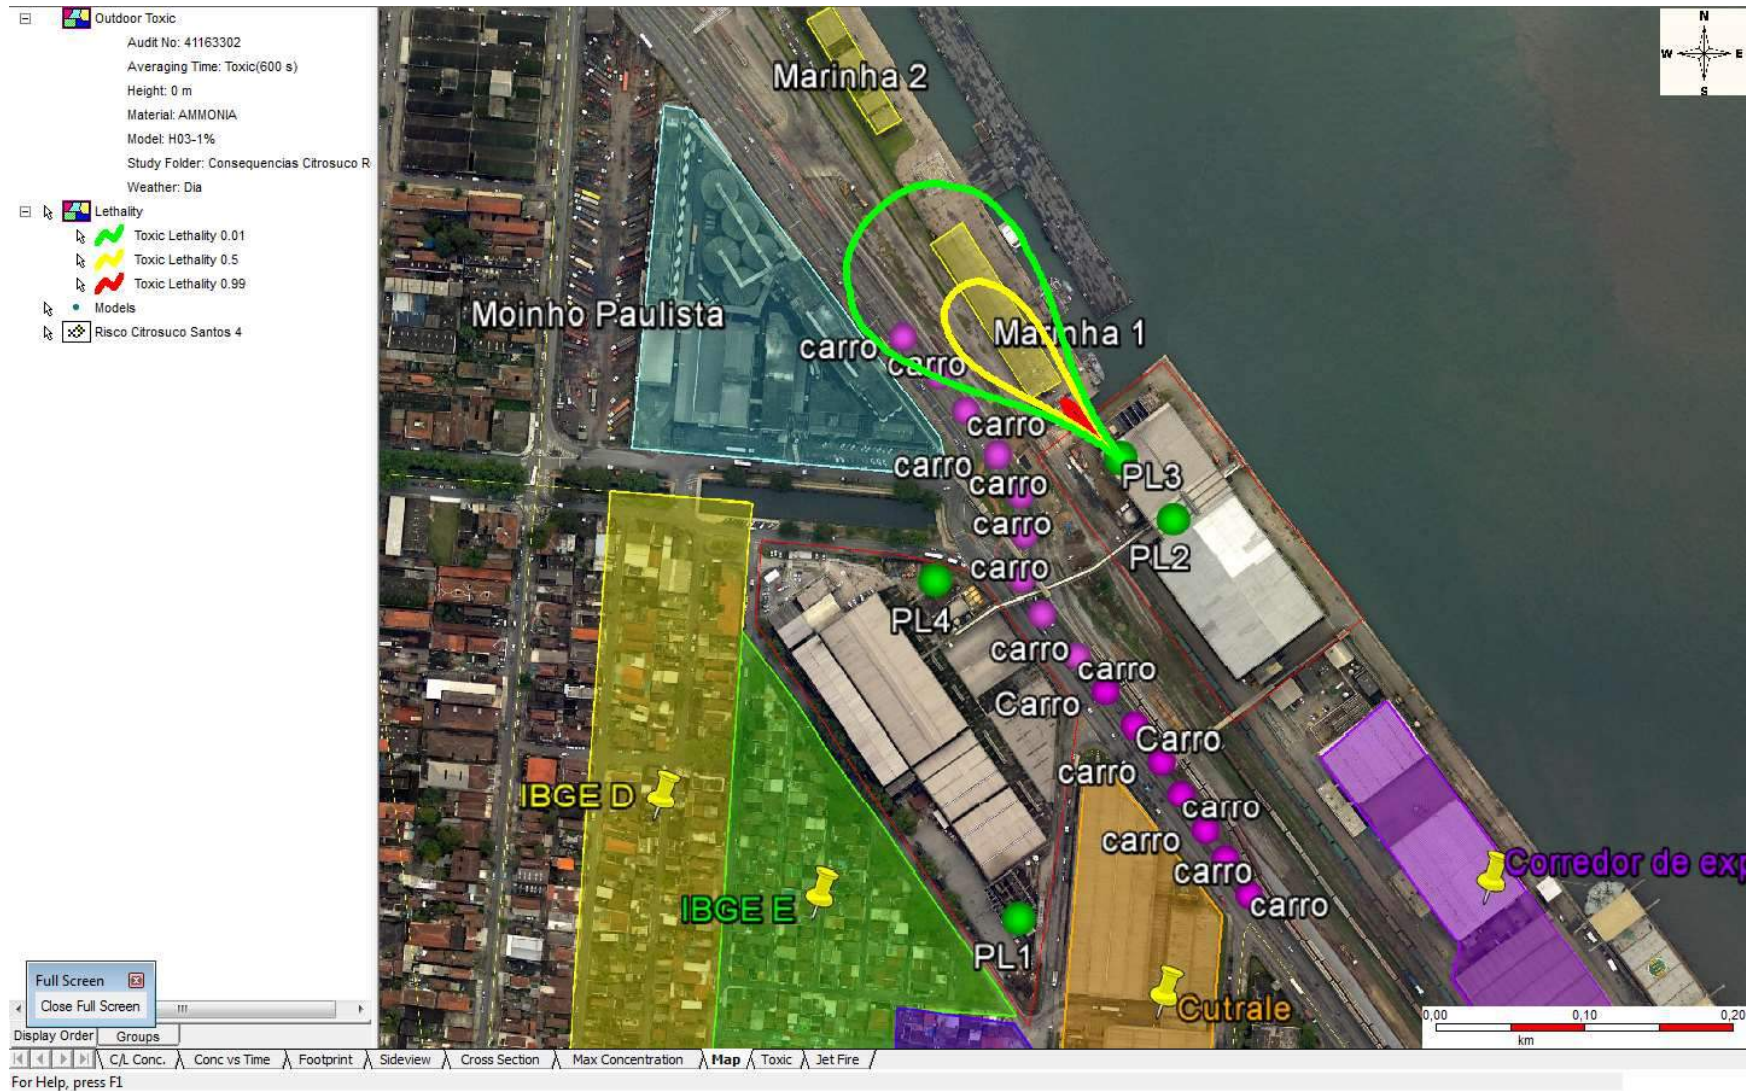 Outdoor Toxic
Audit No: 41163302
Averaging Time: Toxic(600 s)
Height: 0 m
Material: AMMONIA
Model: H03-1%
Study Folder: Consequencias Citrosuco R
Weather: Dia
Lethality
Toxic Lethality 0.01
Toxic Lethality 0.5
Toxic Lethality 0.99
Models
Risco Citrosuco Santos 4
N
W E
S
Marinha 2
Moinho Paulista
Marinha 1
carro
carro
carro
carro
carro
carro
carro
PL3
PL2
PL4
carro
carro
Carro
Carro
carro
carro
carro
carro
carro
IBGE D
IBGE E
PL1
Cutrale
Corredor de exp
0,00 0,10 0,20
km
Full Screen
Close Full Screen
Display Order Groups
C/L Conc. Conc vs Time Footprint Sideview Cross Section Max Concentration Map Toxic Jet Fire
For Help, press F1